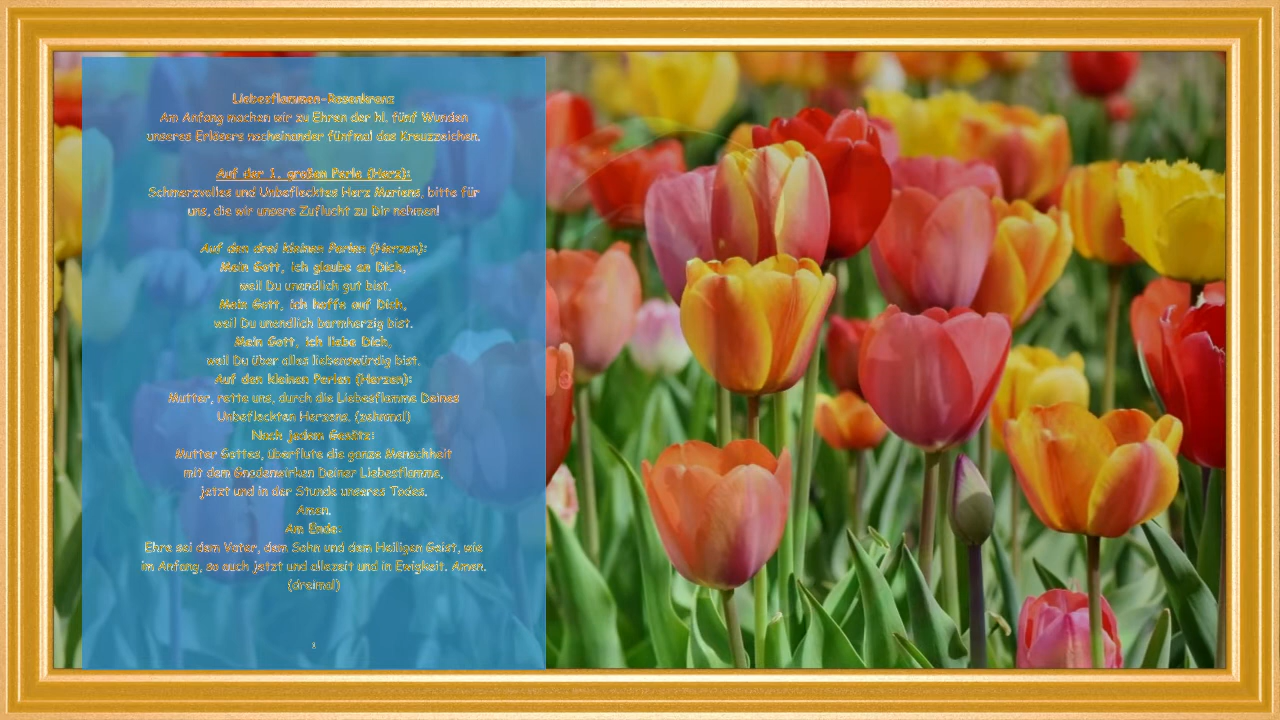 Liebesflammen-Rosenkranz
Am Anfang machen wir zu Ehren der hl. fünf Wunden
unseres Erlösers nacheinander fünfmal das Kreuzzeichen.
Auf der 1. großen Perle (Herz):
Schmerzvolles und Unbeflecktes Herz Mariens, bitte für
uns, die wir unsere Zuflucht zu Dir nehmen!
Auf den drei kleinen Perlen (Herzen):
Mein Gott, ich glaube an Dich,
weil Du unendlich gut bist.
Mein Gott, ich hoffe auf Dich,
weil Du unendlich barmherzig bist.
Mein Gott, ich liebe Dich,
weil Du über alles liebenswürdig bist.
Auf den kleinen Perlen (Herzen):
Mutter, rette uns, durch die Liebesflamme Deines
Unbefleckten Herzens. (zehnmal)
Nach jedem Gesätz:
Mutter Gottes, überflute die ganze Menschheit
mit dem Gnadenwirken Deiner Liebesflamme,
jetzt und in der Stunde unseres Todes.
Amen.
Am Ende:
Ehre sei dem Vater, dem Sohn und dem Heiligen Geist, wie
im Anfang, so auch jetzt und allezeit und in Ewigkeit. Amen.
(dreimal)